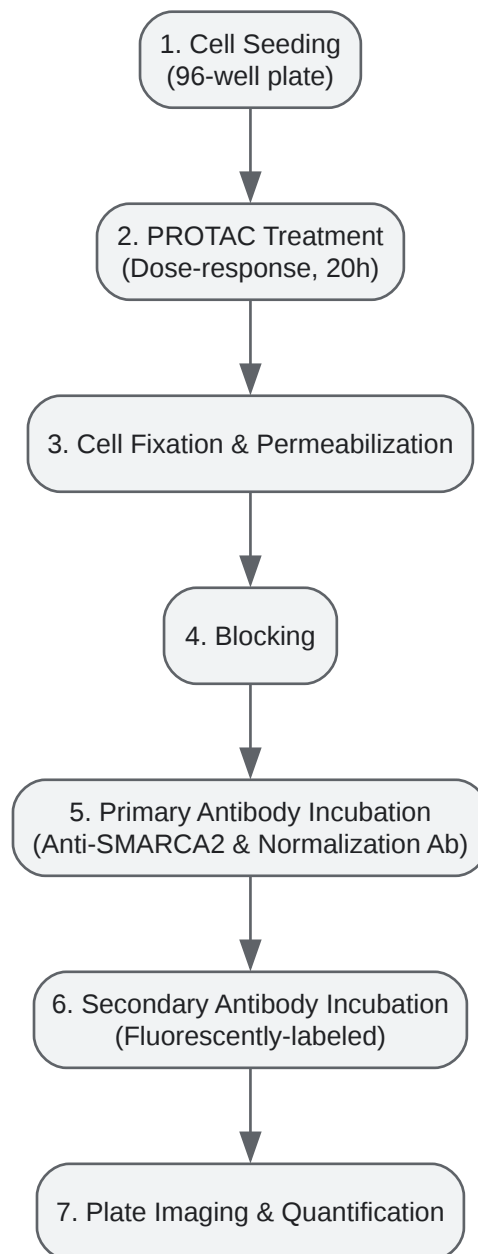 1. Cell Seeding
(96-well plate)
2. PROTAC Treatment
(Dose-response, 20h)
3. Cell Fixation & Permeabilization
4. Blocking
5. Primary Antibody Incubation
(Anti-SMARCA2 & Normalization Ab)
6. Secondary Antibody Incubation
(Fluorescently-labeled)
7. Plate Imaging & Quantification